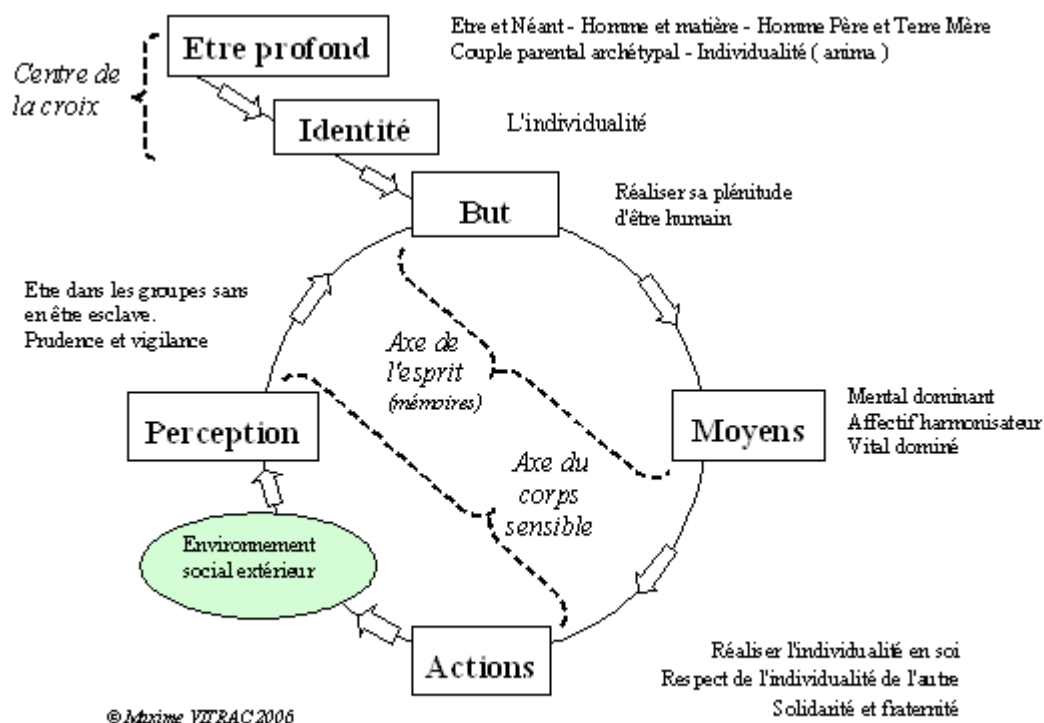 Etre profond
Etre et Néant - Homme et matière - Homme Père et Terre Mère
Couple parental archétypal - Individualité ( anima )
Centre de
la croix
Identité
L'individualité
But
Réaliser sa plénitude
d'être humain
Etre dans les groupes sans
en être esclave.
Prudence et vigilance
Axe de
l'esprit
(mémoires)
Perception
Moyens
Mental dominant
Affectif harmonisateur
Vital dominé
Axe du
corps
sensible
Environnement
social extérieur
Actions
Réaliser l'individualité en soi
Respect de l'individualité de l'autre
Solidarité et fraternité
© Maxime VITRAC 2006